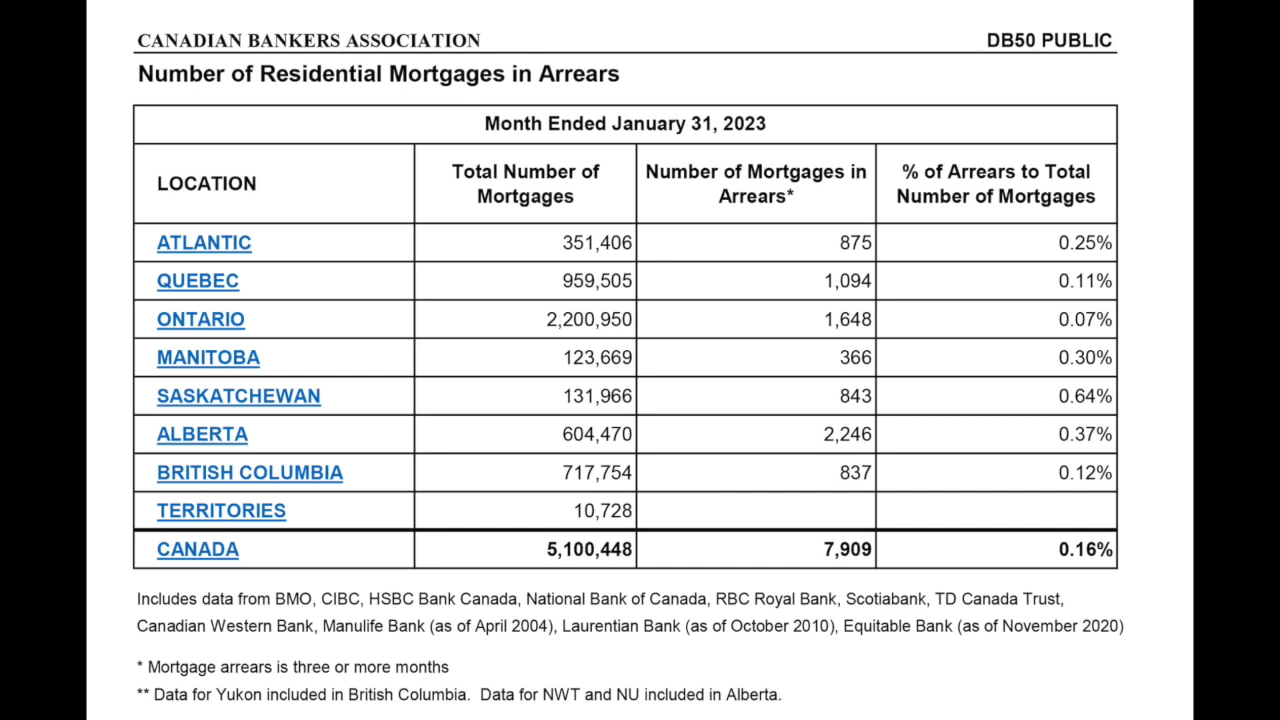 CANADIAN BANKERS ASSOCIATION DB50 PUBLIC
Number of Residential Mortgages in Arrears
Month Ended January 31, 2023
LOCATION Total Number of Mortgages Number of Mortgages in Arrears* % of Arrears to Total Number of Mortgages
ATLANTIC 351,406 875 0.25%
QUEBEC 959,505 1,094 0.11%
ONTARIO 2,200,950 1,648 0.07%
MANITOBA 123,669 366 0.30%
SASKATCHEWAN 131,966 843 0.64%
ALBERTA 604,470 2,246 0.37%
BRITISH COLUMBIA 717,754 837 0.12%
TERRITORIES 10,728
CANADA 5,100,448 7,909 0.16%
Includes data from BMO, CIBC, HSBC Bank Canada, National Bank of Canada, RBC Royal Bank, Scotiabank, TD Canada Trust,
Canadian Western Bank, Manulife Bank (as of April 2004), Laurentian Bank (as of October 2010), Equitable Bank (as of November 2020)
* Mortgage arrears is three or more months
** Data for Yukon included in British Columbia. Data for NWT and NU included in Alberta.